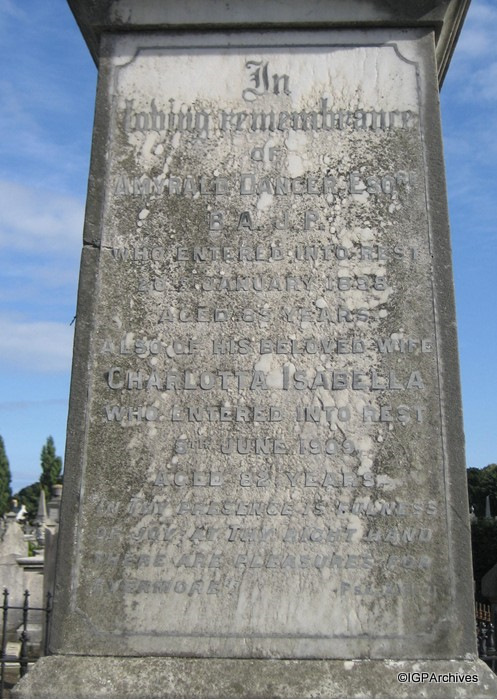 In
loving remembrance
OF
DANCER, ESQRE
B.A. J.P.
WHO ENTERED INTO REST
JANUARY
AGED YEARS.
ALSO OF HIS BELOVED WIFE
CHARLOTTA ISABELLA
WHO ENTERED INTO REST
5TH JUNE 1909
AGED 82 YEARS.
"IN THY PRESENCE IS FULNESS
OF JOY, AT THY RIGHT HAND
THERE ARE PLEASURES FOR
EVERMORE"
©IGPArchives